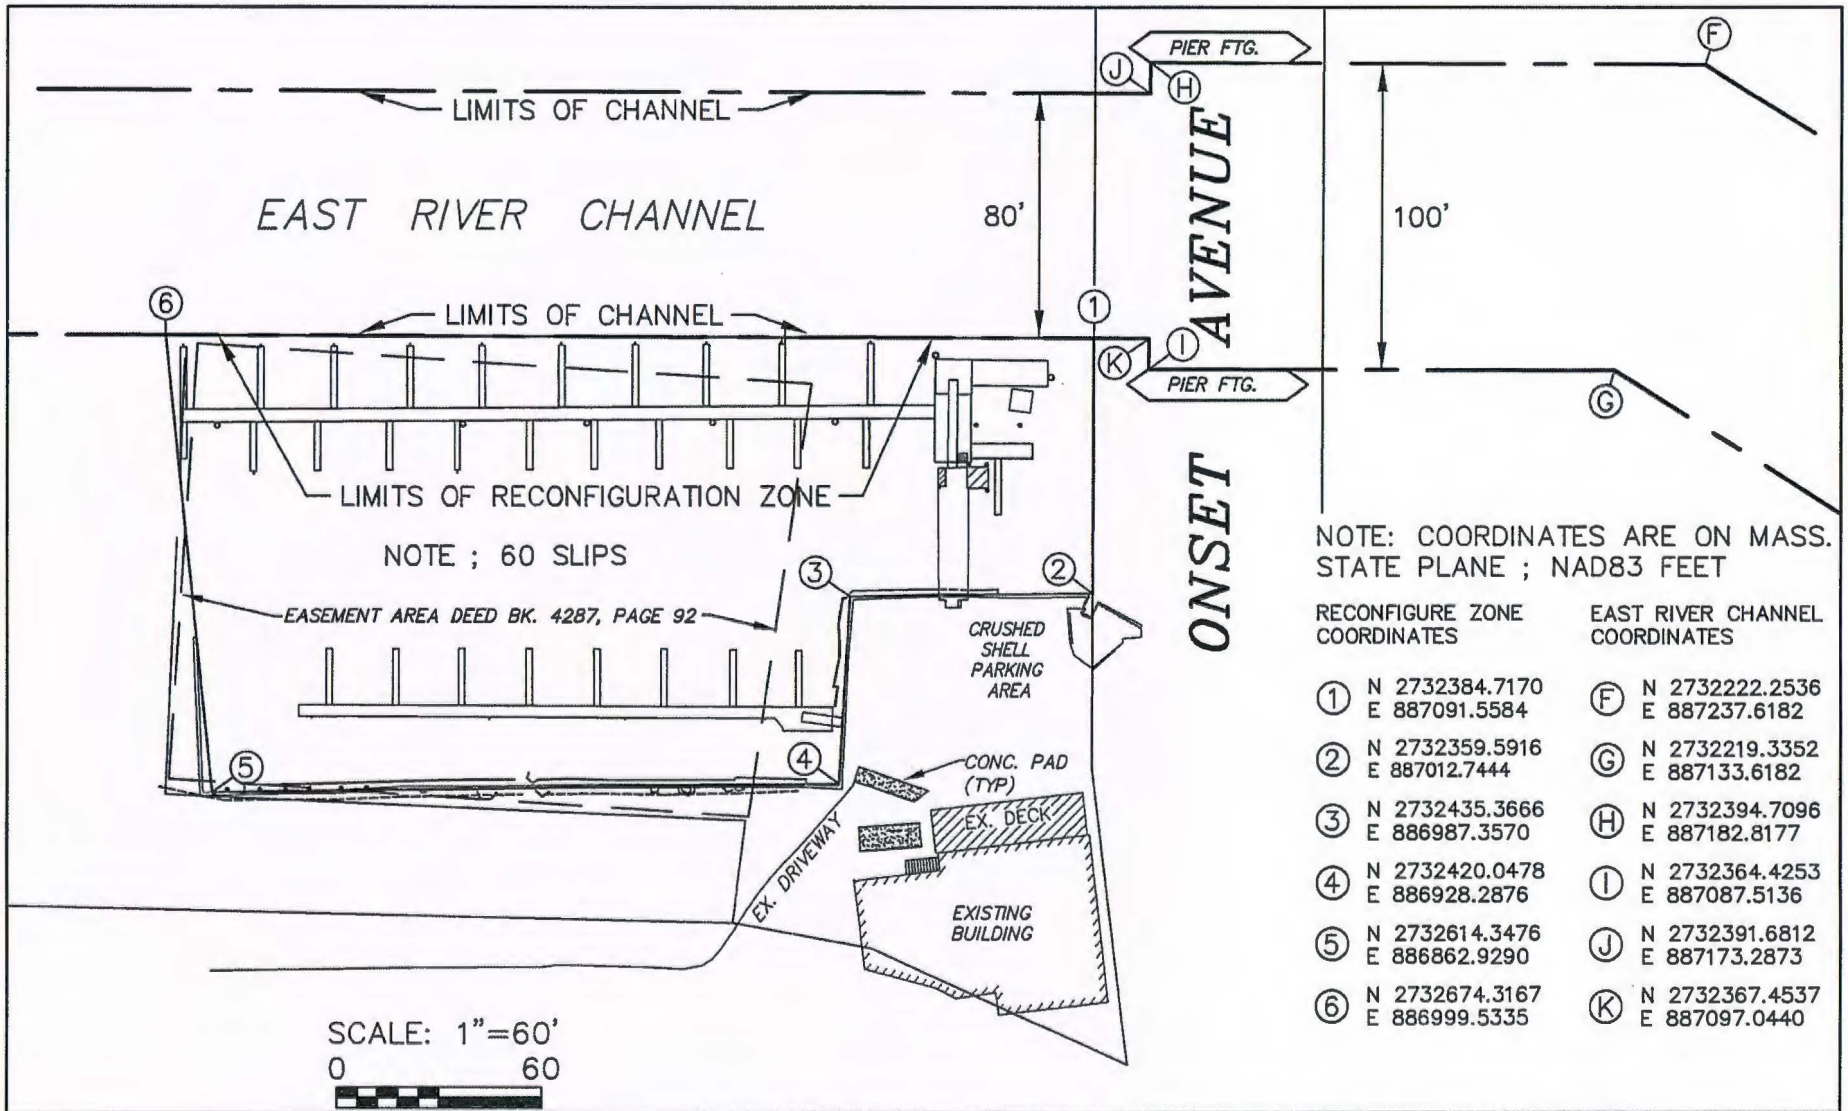 PIER FTG.
F
J
H
LIMITS OF CHANNEL
EAST RIVER CHANNEL
80'
100'
ONSET AVENUE
6
LIMITS OF CHANNEL
1
K
I
PIER FTG.
G
LIMITS OF RECONFIGURATION ZONE
NOTE ; 60 SLIPS
3
2
EASEMENT AREA DEED BK. 4287, PAGE 92
CRUSHED
SHELL
PARKING
AREA
5
4
CONC. PAD
(TYP)
EX. DECK
EX. DRIVEWAY
EXISTING
BUILDING
SCALE: 1"=60'
0 60
NOTE: COORDINATES ARE ON MASS.
STATE PLANE ; NAD83 FEET
RECONFIGURE ZONE
COORDINATES
1 N 2732384.7170
E 887091.5584
2 N 2732359.5916
E 887012.7444
3 N 2732435.3666
E 886987.3570
4 N 2732420.0478
E 886928.2876
5 N 2732614.3476
E 886862.9290
6 N 2732674.3167
E 886999.5335
EAST RIVER CHANNEL
COORDINATES
F N 2732222.2536
E 887237.6182
G N 2732219.3352
E 887133.6182
H N 2732394.7096
E 887182.8177
I N 2732364.4253
E 887087.5136
J N 2732391.6812
E 887173.2873
K N 2732367.4537
E 887097.0440